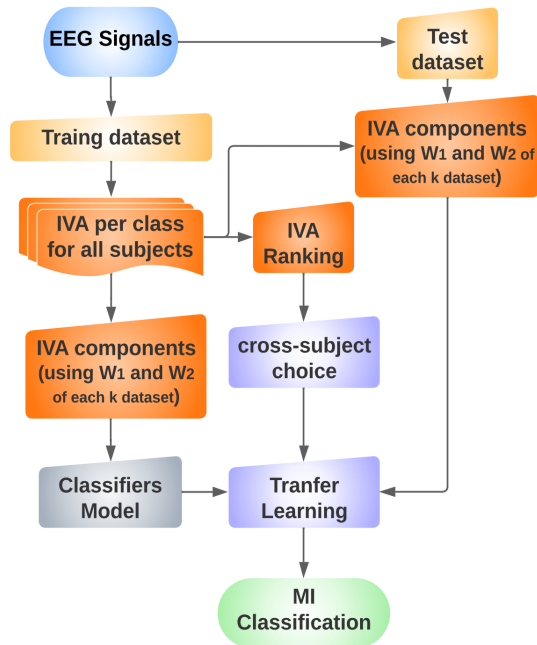 EEG Signals
Test
dataset
Traing dataset
IVA components
(using W1 and W2 of
each k dataset)
IVA per class
for all subjects
IVA
Ranking
IVA components
(using W1 and W2
of each k dataset)
cross-subject
choice
Classifiers
Model
Tranfer
Learning
MI
Classification